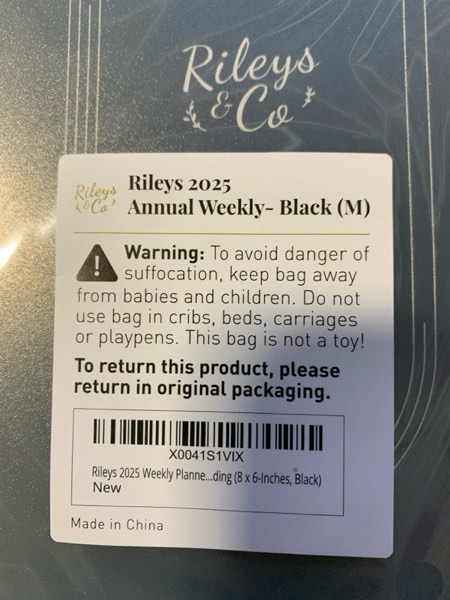 Rileys
& Co
Rileys
& Co
Rileys 2025
Annual Weekly- Black (M)
Warning: To avoid danger of
suffocation, keep bag away
from babies and children. Do not
use bag in cribs, beds, carriages
or playpens. This bag is not a toy!
To return this product, please
return in original packaging.
X0041S1VIX
Rileys 2025 Weekly Planne...ding (8 x 6-Inches, Black)
New
Made in China